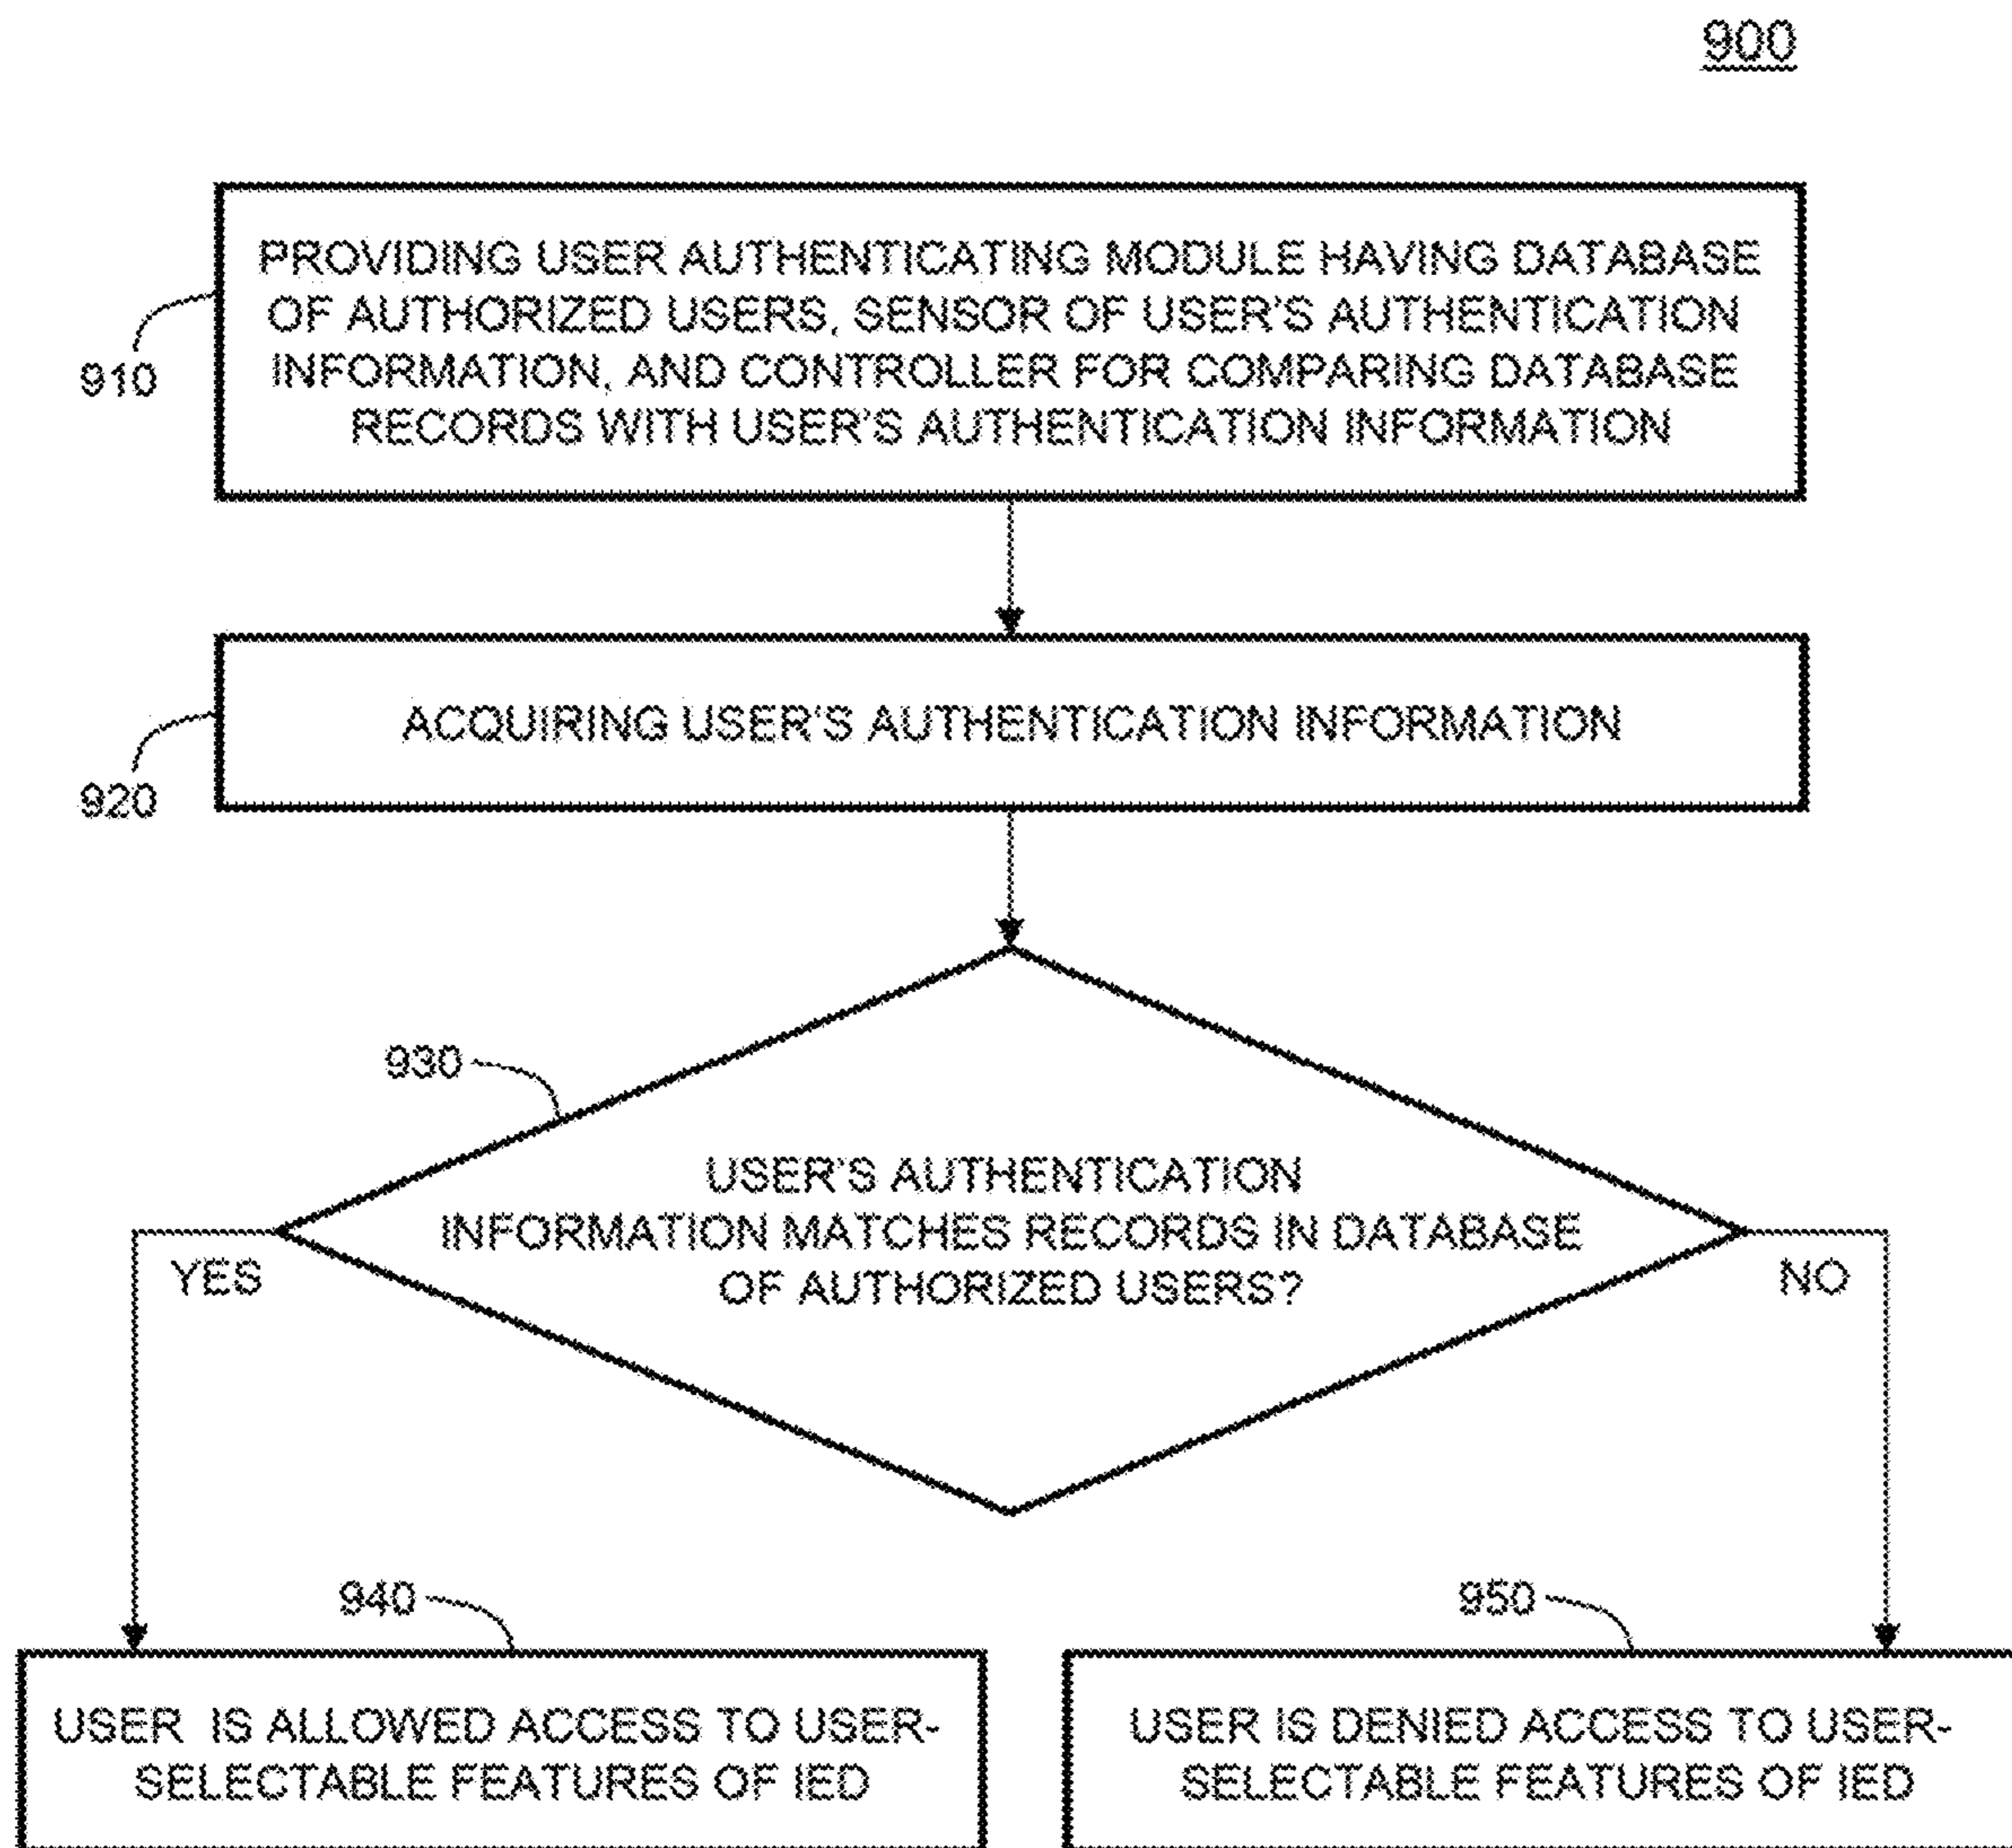 900
PROVIDING USER AUTHENTICATING MODULE HAVING DATABASE
OF AUTHORIZED USERS, SENSOR OF USER'S AUTHENTICATION
INFORMATION, AND CONTROLLER FOR COMPARING DATABASE
RECORDS WITH USER'S AUTHENTICATION INFORMATION
910
ACQUIRING USER'S AUTHENTICATION INFORMATION
920
930
USER'S AUTHENTICATION
INFORMATION MATCHES RECORDS IN DATABASE
OF AUTHORIZED USERS?
YES
NO
940
950
USER IS ALLOWED ACCESS TO USER-
SELECTABLE FEATURES OF IED
USER IS DENIED ACCESS TO USER-
SELECTABLE FEATURES OF IED